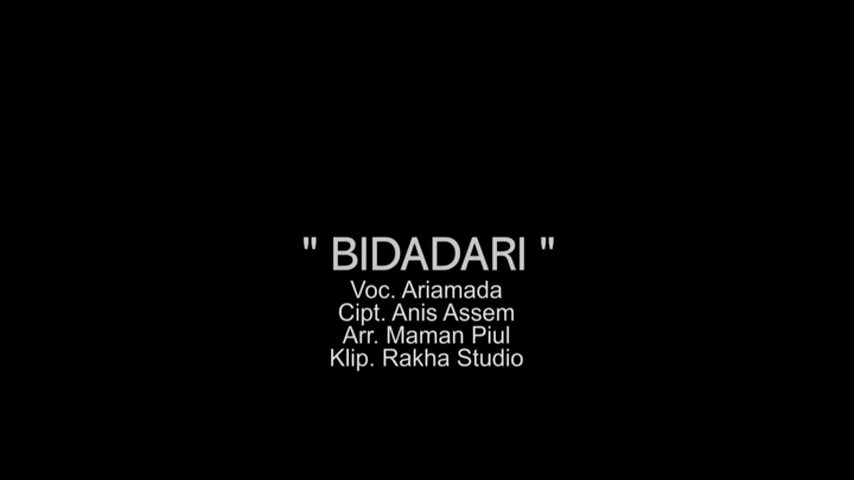 " BIDADARI "
Voc. Ariamada
Cipt. Anis Assem
Arr. Maman Piul
Klip. Rakha Studio